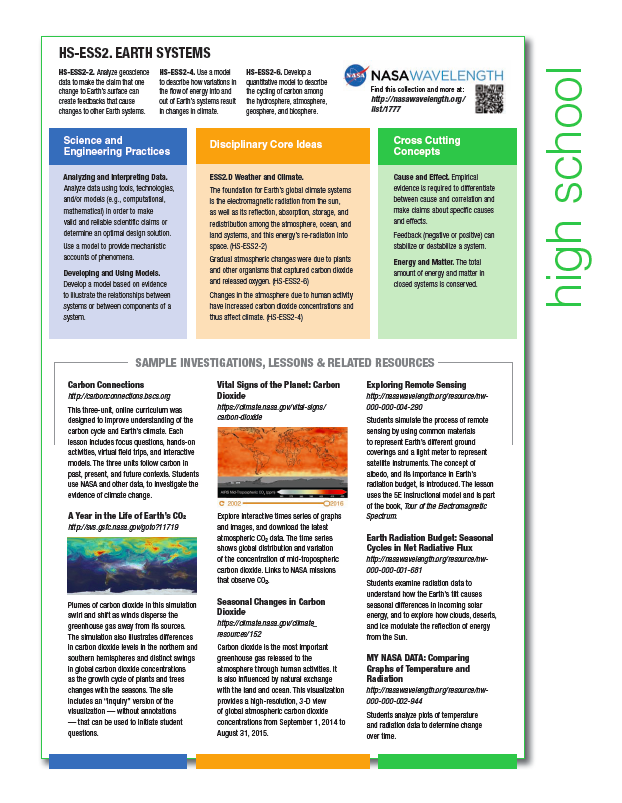 HS-ESS2. EARTH SYSTEMS
HS-ESS2-2. Analyze geoscience
data to make the claim that one
change to Earth's surface can
create feedbacks that cause
changes to other Earth systems.
HS-ESS2-4. Use a model
to describe how variations in
the flow of energy into and
out of Earth's systems result
in changes in climate.
HS-ESS2-6. Develop a
quantitative model to describe
the cycling of carbon among
the hydrosphere, atmosphere,
geosphere, and biosphere.
NASA
NASAWAVELENGTH
Find this collection and more at:
http://nasawavelength.org/
list/1777
high school
Science and
Engineering Practices
Analyzing and Interpreting Data.
Analyze data using tools, technologies,
and/or models (e.g., computational,
mathematical) in order to make
valid and reliable scientific claims or
determine an optimal design solution.
Use a model to provide mechanistic
accounts of phenomena.
Developing and Using Models.
Develop a model based on evidence
to illustrate the relationships between
systems or between components of a
system.
Disciplinary Core Ideas
ESS2.D Weather and Climate.
The foundation for Earth's global climate systems
is the electromagnetic radiation from the sun,
as well as its reflection, absorption, storage, and
redistribution among the atmosphere, ocean, and
land systems, and this energy's re-radiation into
space. (HS-ESS2-2)
Gradual atmospheric changes were due to plants
and other organisms that captured carbon dioxide
and released oxygen. (HS-ESS2-6)
Changes in the atmosphere due to human activity
have increased carbon dioxide concentrations and
thus affect climate. (HS-ESS2-4)
Cross Cutting
Concepts
Cause and Effect. Empirical
evidence is required to differentiate
between cause and correlation and
make claims about specific causes
and effects.
Feedback (negative or positive) can
stabilize or destabilize a system.
Energy and Matter. The total
amount of energy and matter in
closed systems is conserved.
SAMPLE INVESTIGATIONS, LESSONS & RELATED RESOURCES
Carbon Connections
http://carbonconnections.bscs.org
This three-unit, online curriculum was
designed to improve understanding of the
carbon cycle and Earth's climate. Each
lesson includes focus questions, hands-on
activities, virtual field trips, and interactive
models. The three units follow carbon in
past, present, and future contexts. Students
use NASA and other data, to investigate the
evidence of climate change.
A Year in the Life of Earth's CO₂
http://svs.gsfc.nasa.gov/goto?11719
Plumes of carbon dioxide in this simulation
swirl and shift as winds disperse the
greenhouse gas away from its sources.
The simulation also illustrates differences
in carbon dioxide levels in the northern and
southern hemispheres and distinct swings
in global carbon dioxide concentrations
as the growth cycle of plants and trees
changes with the seasons. The site
includes an "inquiry" version of the
visualization — without annotations
— that can be used to initiate student
questions.
Vital Signs of the Planet: Carbon
Dioxide
https://climate.nasa.gov/vital-signs/
carbon-dioxide
2002
2016
Explore interactive times series of graphs
and images, and download the latest
atmospheric CO₂ data. The time series
shows global distribution and variation
of the concentration of mid-tropospheric
carbon dioxide. Links to NASA missions
that observe CO₂.
Seasonal Changes in Carbon
Dioxide
https://climate.nasa.gov/climate_
resources/152
Carbon dioxide is the most important
greenhouse gas released to the
atmosphere through human activities. It
is also influenced by natural exchange
with the land and ocean. This visualization
provides a high-resolution, 3-D view
of global atmospheric carbon dioxide
concentrations from September 1, 2014 to
August 31, 2015.
Exploring Remote Sensing
http://nasawavelength.org/resource/nw-
000-000-004-290
Students simulate the process of remote
sensing by using common materials
to represent Earth's different ground
coverings and a light meter to represent
satellite instruments. The concept of
albedo, and its importance in Earth's
radiation budget, is introduced. The lesson
uses the 5E instructional model and is part
of the book, Tour of the Electromagnetic
Spectrum.
Earth Radiation Budget: Seasonal
Cycles in Net Radiative Flux
http://nasawavelength.org/resource/nw-
000-000-001-681
Students examine radiation data to
understand how the Earth's tilt causes
seasonal differences in incoming solar
energy, and to explore how clouds, deserts,
and ice modulate the reflection of energy
from the Sun.
MY NASA DATA: Comparing
Graphs of Temperature and
Radiation
http://nasawavelength.org/resource/nw-
000-000-002-944
Students analyze plots of temperature
and radiation data to determine change
over time.